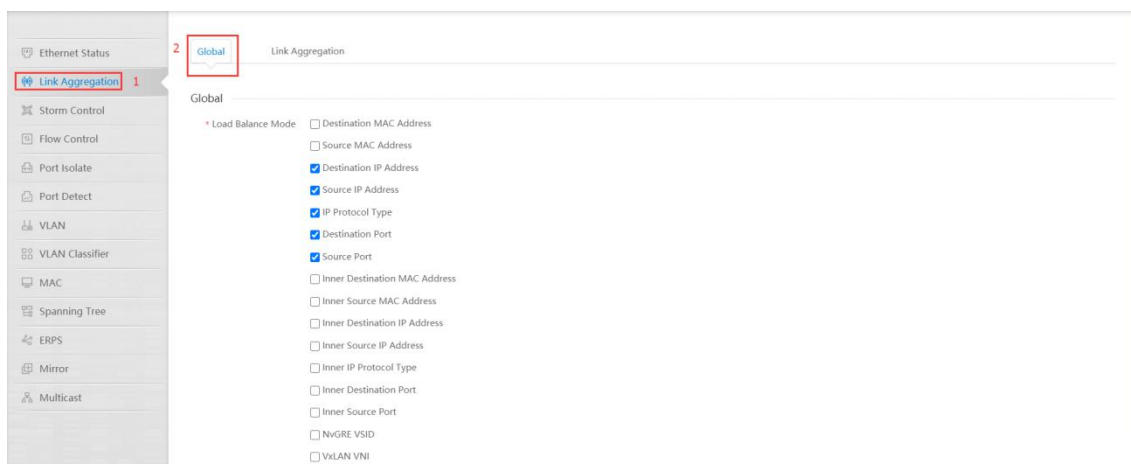 Ethernet Status
Link Aggregation 1
Storm Control
Flow Control
Port Isolate
Port Detect
VLAN
VLAN Classifier
MAC
Spanning Tree
ERPS
Mirror
Multicast
2 Global Link Aggregation
Global
* Load Balance Mode Destination MAC Address
Source MAC Address
Destination IP Address
Source IP Address
IP Protocol Type
Destination Port
Source Port
Inner Destination MAC Address
Inner Source MAC Address
Inner Destination IP Address
Inner Source IP Address
Inner IP Protocol Type
Inner Destination Port
Inner Source Port
NvGRE VSID
VxLAN VNI